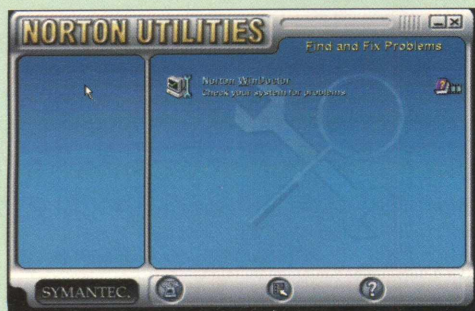 NORTON UTILITIES
Find and Fix Problems
Norton WinDoctor
Check your system for problems
SYMANTEC.